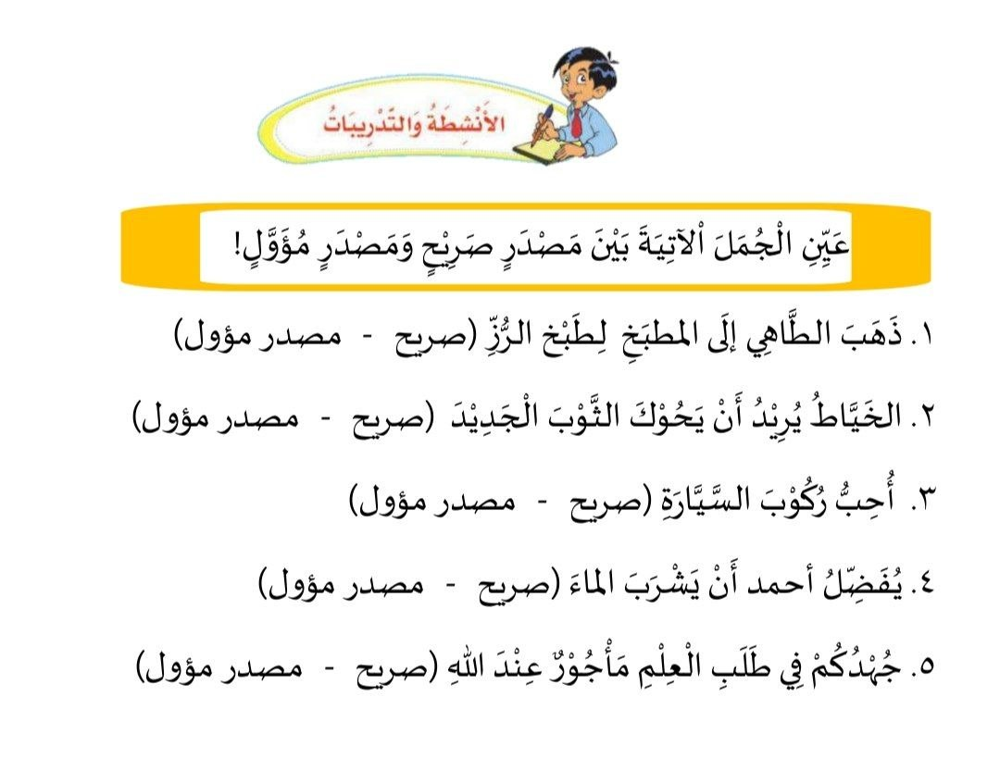 الأَنْشِطَةُ وَالتَّدْرِيبَاتُ
عَيِّنِ الْجُمَلَ اْلآتِيَةَ بَيْنَ مَصْدَرٍ صَرِيْحٍ وَمَصْدَرٍ مُؤَوَّلٍ!
١. ذَهَبَ الطَّاهِي إلَى المطبَخِ لِطَبْخ الرُّزِّ (صريح - مصدر مؤول)
٢. الخَيَّاطُ يُرِيْدُ أَنْ يَحُوْكَ الثَّوْبَ الْجَدِيْدَ (صريح - مصدر مؤول)
٣. أُحِبُّ رُكُوْبَ السَّيَّارَةِ (صريح - مصدر مؤول)
٤. يُفَضِّلُ أحمد أَنْ يَشْرَبَ الماءَ (صريح - مصدر مؤول)
٥. جُهْدُكُمْ فِي طَلَبِ الْعِلْمِ مَأْجُوْرٌ عِنْدَ اللهِ (صريح - مصدر مؤول)